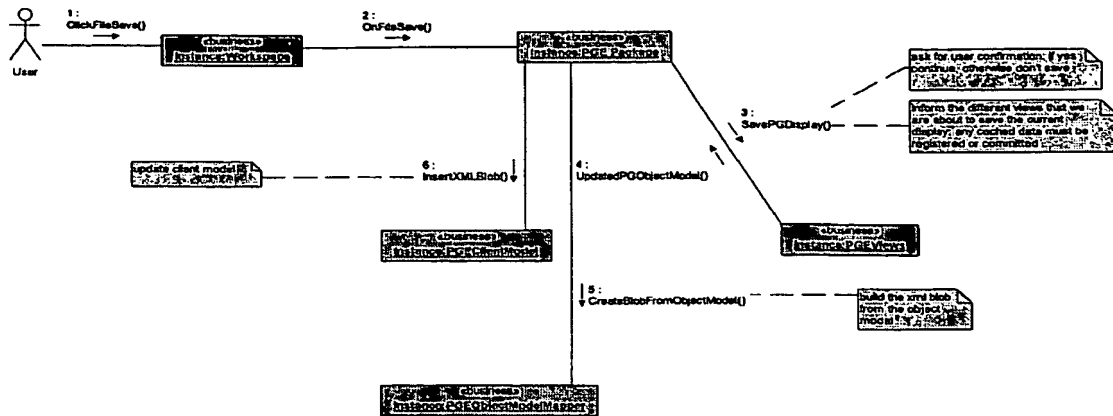 1 :
ClickFileSave()
2 :
OnFileSave()
User
«business»
Instance:Workspace
«business»
Instance:PGE Package
ask for user confirmation; if yes
continue, otherwise don't save
3 :
SavePGDisplay()
inform the different views that we
are about to save the current
display; any cached data must be
registered or committed
update client model
6 :
InsertXMLBlob()
4 :
UpdatedPGObjectModel()
«business»
Instance:PGEClientModel
«business»
Instance:PGEViews
5 :
CreateBlobFromObjectModel()
build the xml blob
from the object
model
«business»
Instance:PGEObjectModelMapper